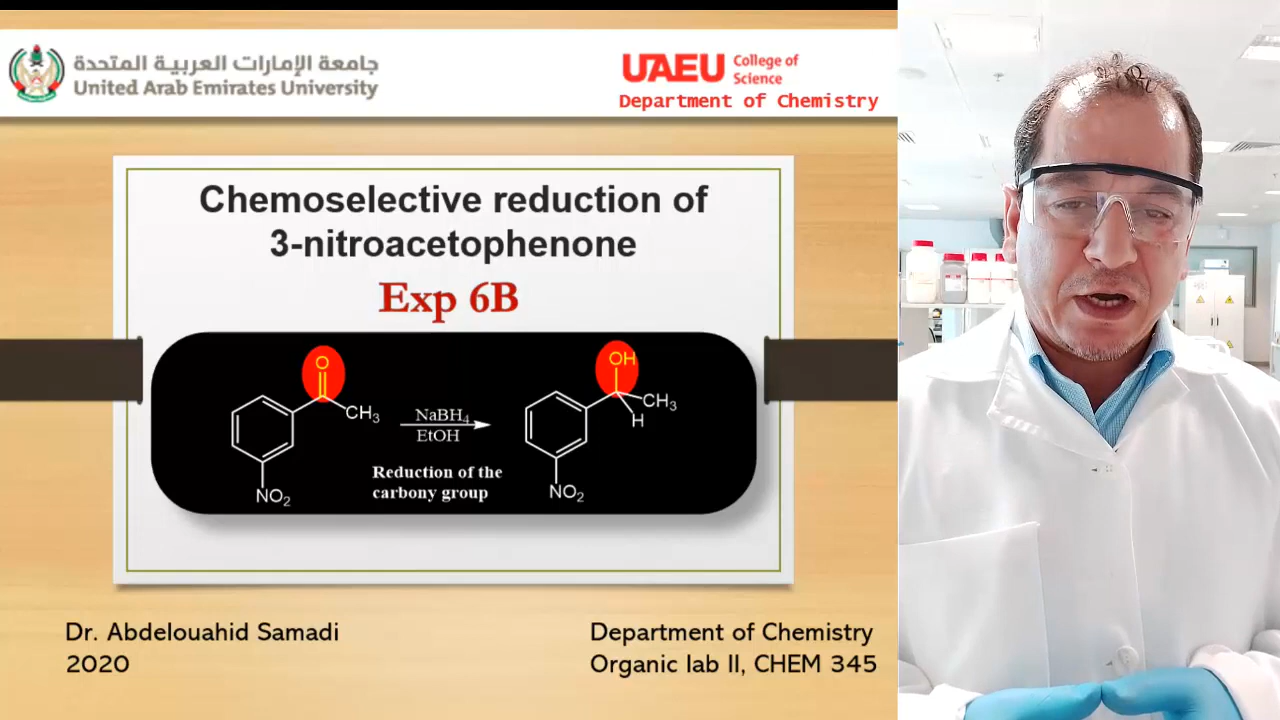 جامعة الإمارات العربية المتحدة
United Arab Emirates University
UAEU College of
Science
Department of Chemistry
Chemoselective reduction of
3-nitroacetophenone
Exp 6B
O
CH3
NO2
NaBH4
EtOH
Reduction of the
carbony group
OH
CH3
H
NO2
Dr. Abdelouahid Samadi
2020
Department of Chemistry
Organic lab II, CHEM 345